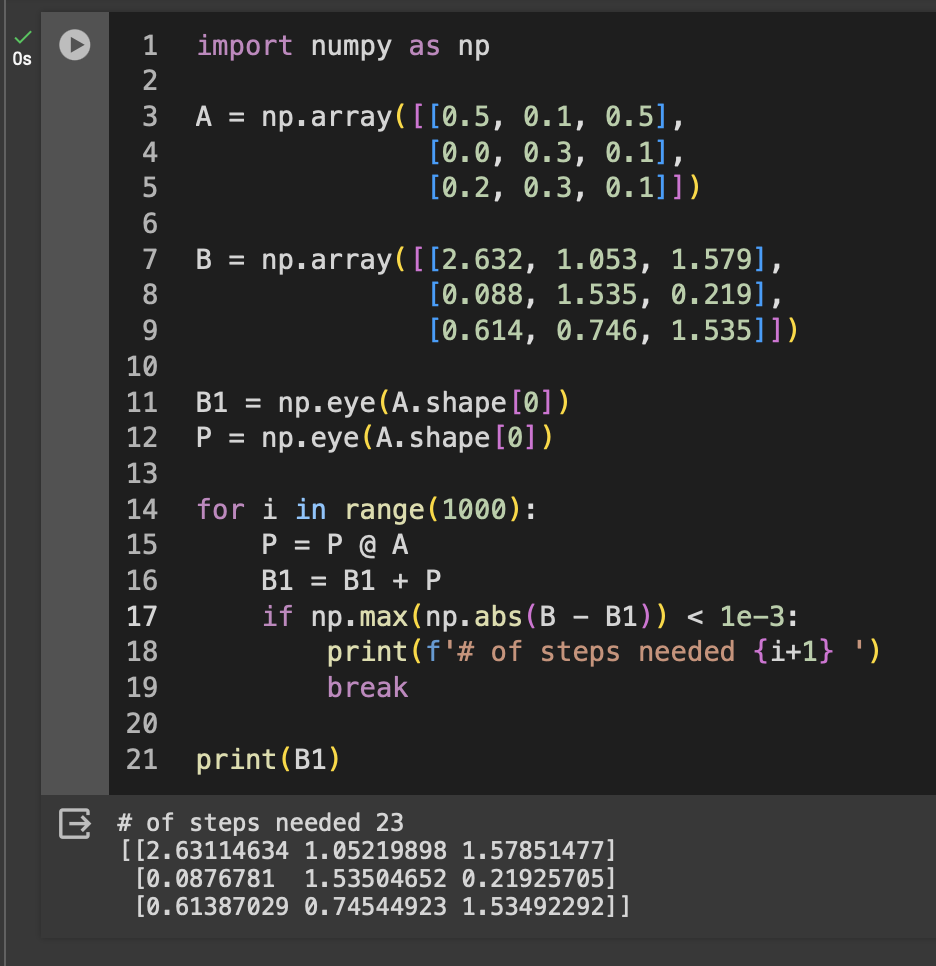 0s
1 import numpy as np
2
3 A = np.array([[0.5, 0.1, 0.5],
4               [0.0, 0.3, 0.1],
5               [0.2, 0.3, 0.1]])
6
7 B = np.array([[2.632, 1.053, 1.579],
8               [0.088, 1.535, 0.219],
9               [0.614, 0.746, 1.535]])
10
11 B1 = np.eye(A.shape[0])
12 P = np.eye(A.shape[0])
13
14 for i in range(1000):
15     P = P @ A
16     B1 = B1 + P
17     if np.max(np.abs(B - B1)) < 1e-3:
18         print(f'# of steps needed {i+1} ')
19         break
20
21 print(B1)
# of steps needed 23
[[2.63114634 1.05219898 1.57851477]
 [0.0876781  1.53504652 0.21925705]
 [0.61387029 0.74544923 1.53492292]]